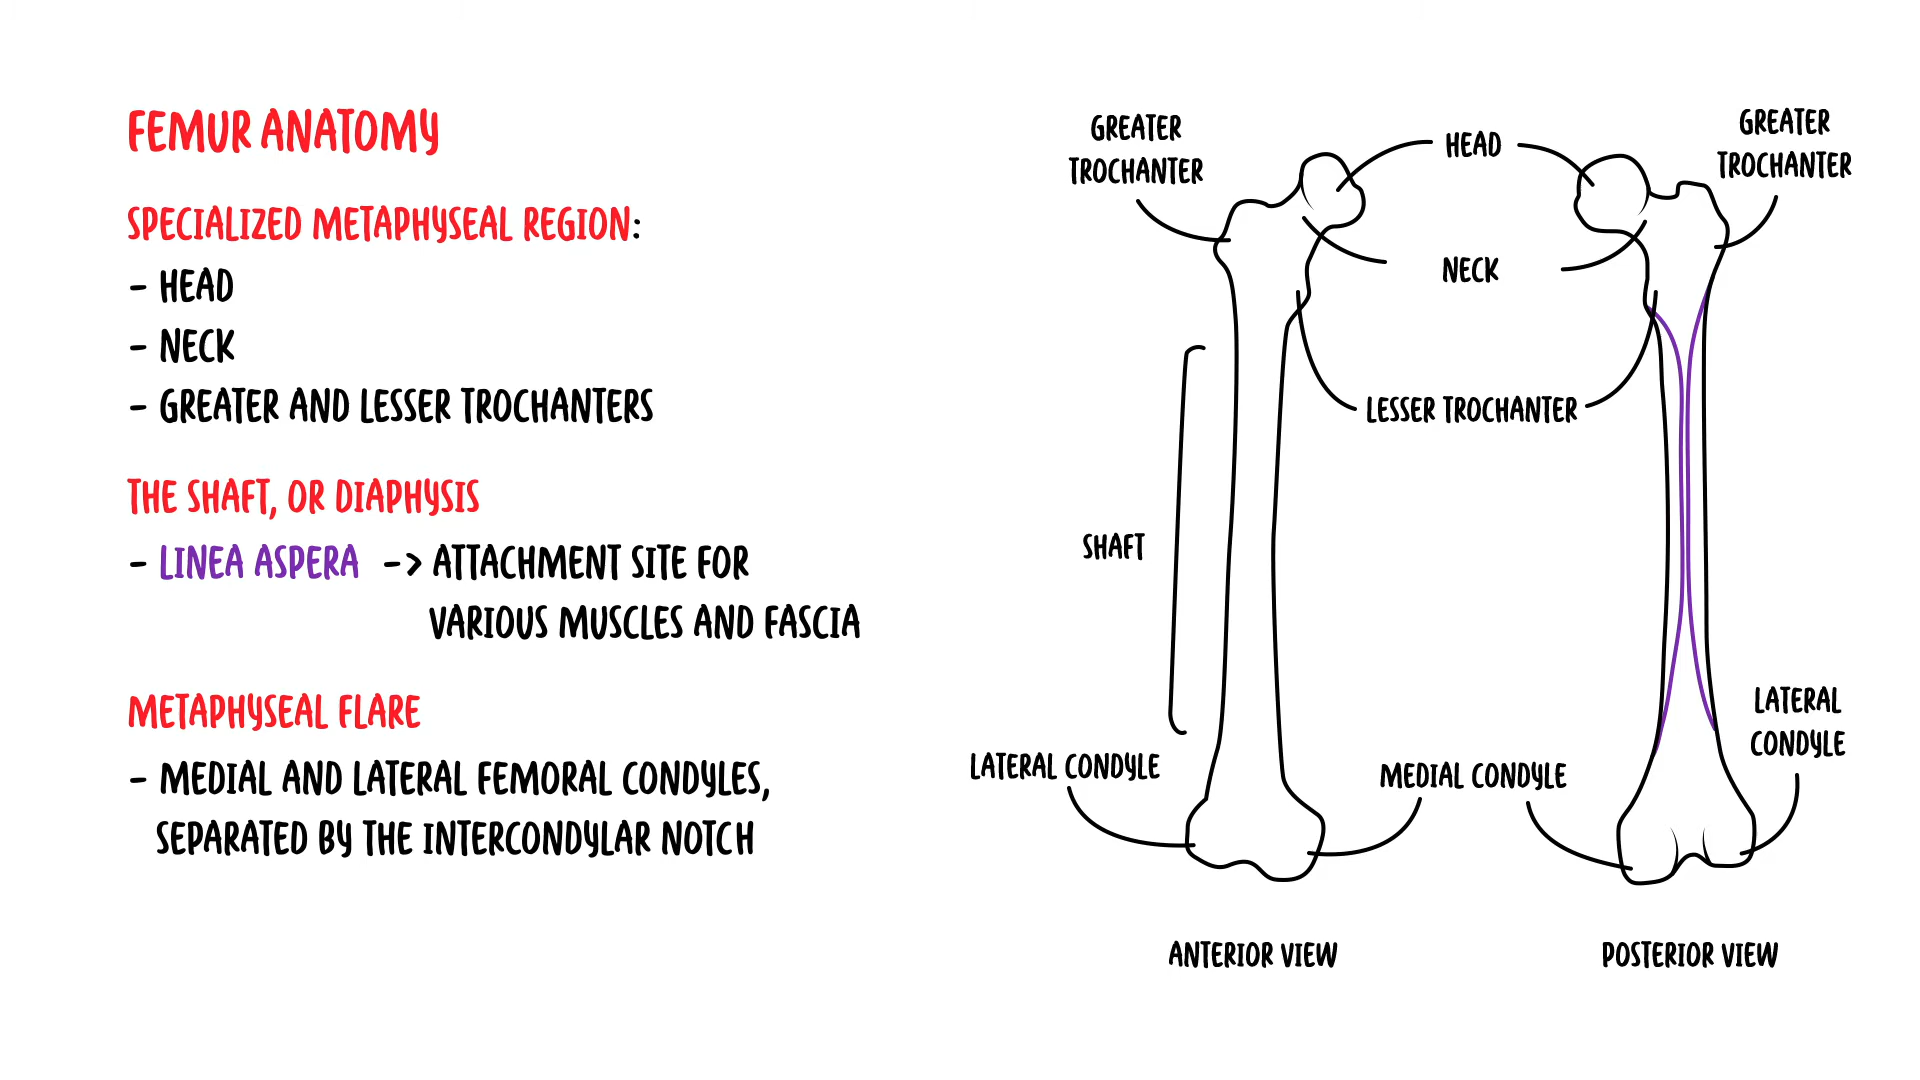 FEMUR ANATOMY
SPECIALIZED METAPHYSEAL REGION:
- HEAD
- NECK
- GREATER AND LESSER TROCHANTERS
THE SHAFT, OR DIAPHYSIS
- LINEA ASPERA -> ATTACHMENT SITE FOR
VARIOUS MUSCLES AND FASCIA
METAPHYSEAL FLARE
- MEDIAL AND LATERAL FEMORAL CONDYLES,
SEPARATED BY THE INTERCONDYLAR NOTCH
GREATER
TROCHANTER
HEAD
GREATER
TROCHANTER
NECK
LESSER TROCHANTER
SHAFT
LATERAL CONDYLE
MEDIAL CONDYLE
LATERAL
CONDYLE
ANTERIOR VIEW
POSTERIOR VIEW